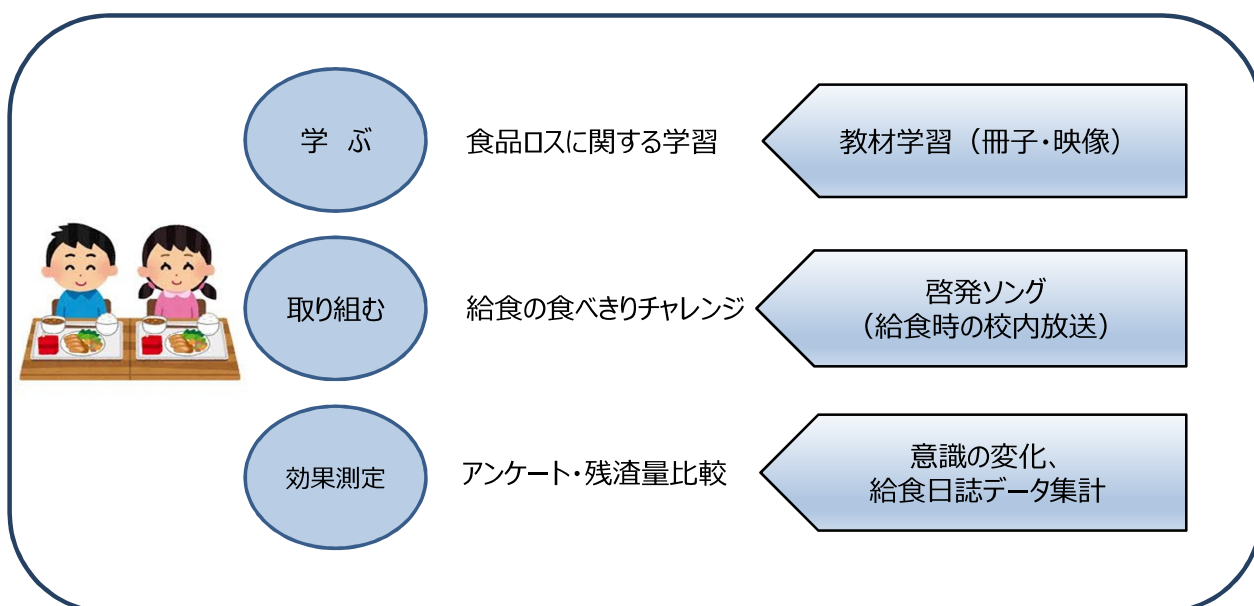 学 ぶ
食品ロスに関する学習
教材学習（冊子・映像）
取り組む
給食の食べきりチャレンジ
啓発ソング
（給食時の校内放送）
効果測定
アンケート・残渣量比較
意識の変化、
給食日誌データ集計